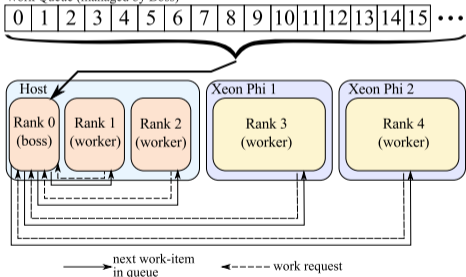 Work Queue (managed by Boss)
0 1 2 3 4 5 6 7 8 9 10 11 12 13 14 15 •••
Host
Xeon Phi 1
Xeon Phi 2
Rank 0
(boss)
Rank 1
(worker)
Rank 2
(worker)
Rank 3
(worker)
Rank 4
(worker)
next work-item
in queue
work request